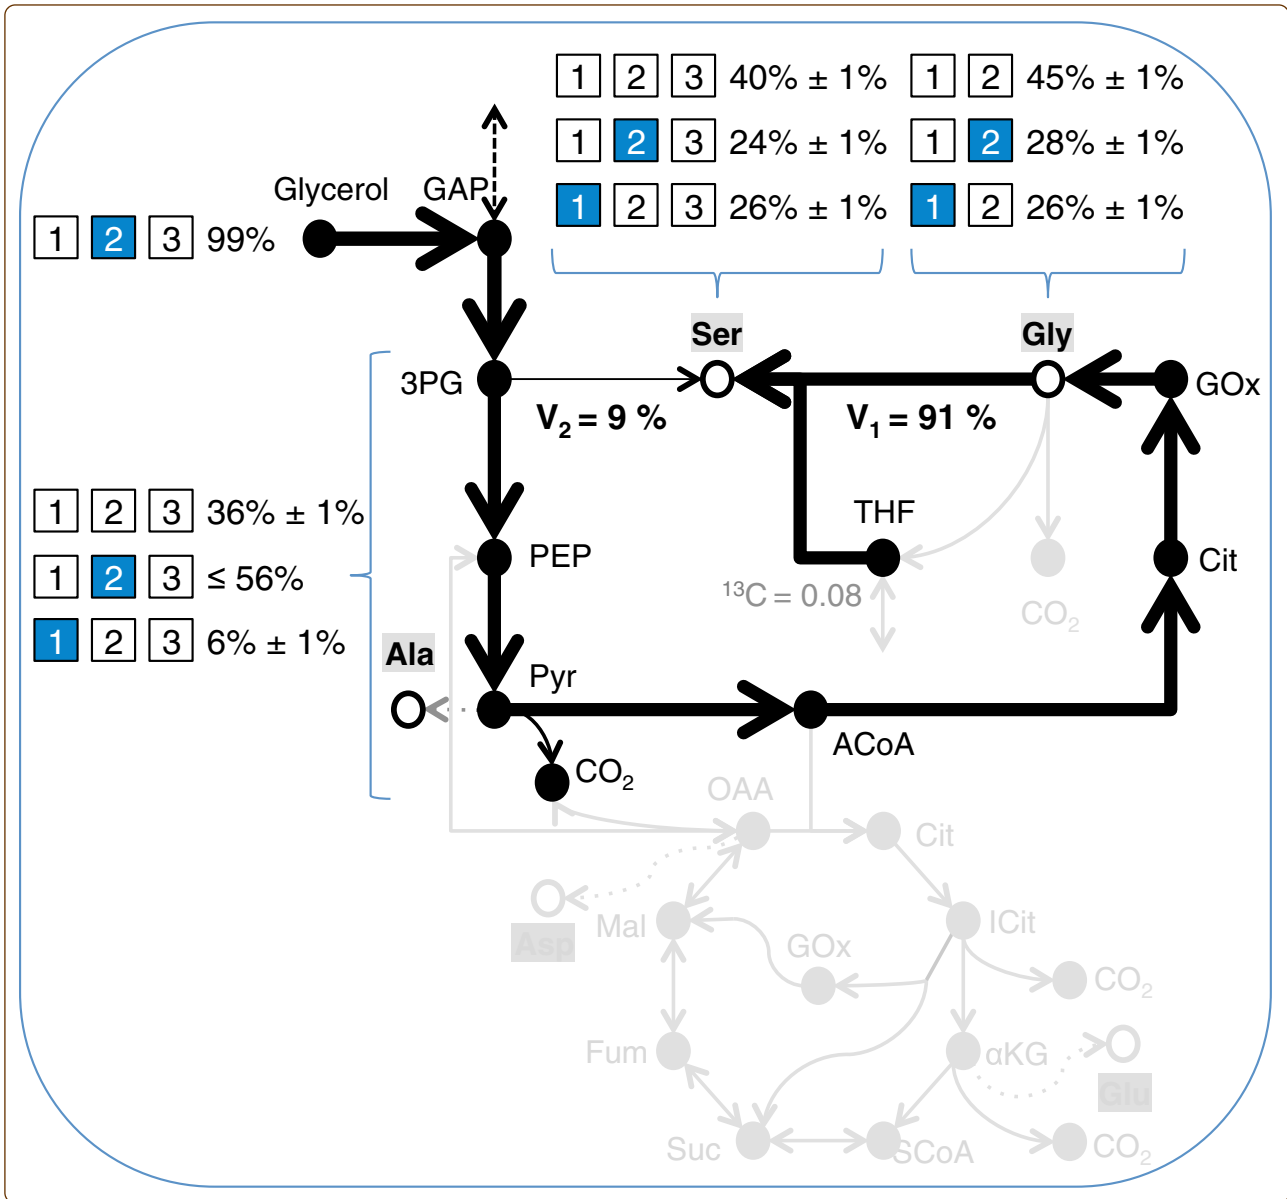 1 2 3 40% ± 1% 1 2 45% ± 1%
1 2 3 24% ± 1% 1 2 28% ± 1%
1 2 3 26% ± 1% 1 2 26% ± 1%
Glycerol GAP
1 2 3 99%
Ser Gly
3PG GOx
V2 = 9 % V1 = 91 %
1 2 3 36% ± 1%
THF
PEP Cit
1 2 3 ≤ 56%
13C = 0.08
CO2
1 2 3 6% ± 1%
Ala
Pyr
ACoA
CO2
OAA
Cit
Mal ICit
Asp GOx
CO2
Fum αKG
Glu
Suc SCoA CO2